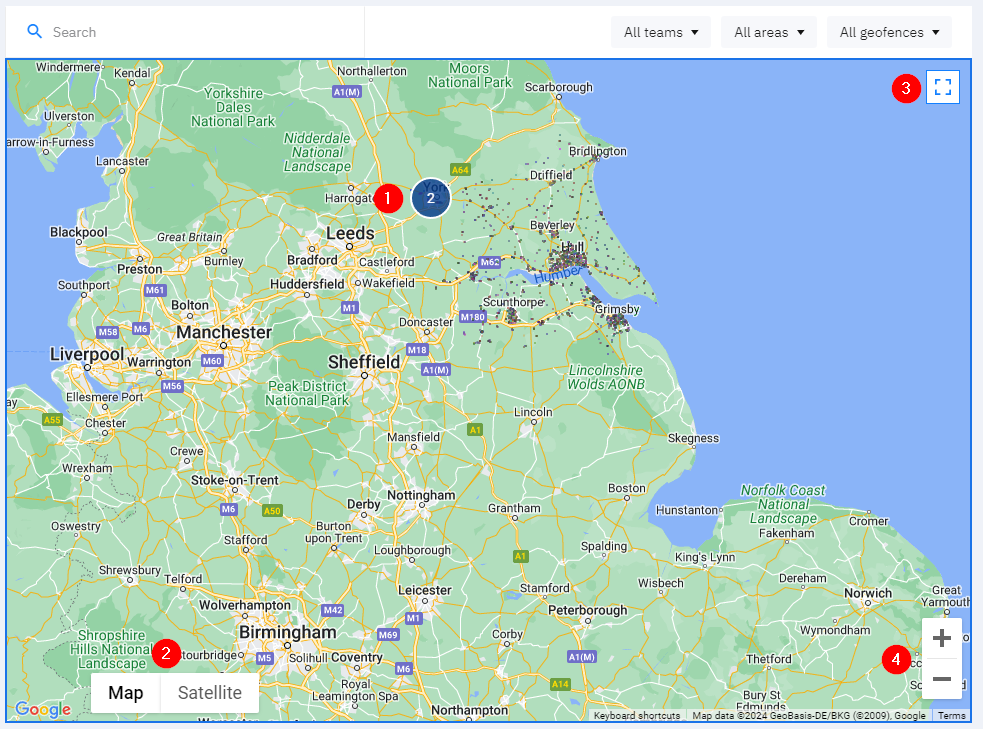 Search
All teams
All areas
All geofences
Windermere
Kendal
Northallerton
Moors
National Park
Scarborough
A1(M)
Yorkshire
Dales
National Park
3
Ulverston
arrow-in-Furness
Nidderdale
National
Landscape
Lancaster
Bridlington
A64
Driffield
York
Harrogate
1
2
Beverley
Blackpool
Great Britain
Leeds
Hull
Preston
Burnley
Bradford
Castleford
M62
Humber
Southport
M61
Huddersfield
Wakefield
Bolton
M1
Scunthorpe
Grimsby
M180
M58
M6
Manchester
Doncaster
Liverpool
Warrington
M60
Sheffield
M18
A1(M)
M56
Peak District
National Park
Lincolnshire
Wolds AONB
Ellesmere Port
ay
A55
Chester
Lincoln
A1
Mansfield
Skegness
Crewe
Wrexham
Stoke-on-Trent
Nottingham
Boston
Norfolk Coast
National
Landscape
M6
A50
Derby
Grantham
Hunstanton
Cromer
Oswestry
Burton
upon Trent
Fakenham
Stafford
Loughborough
A1
Spalding
King's Lynn
Shrewsbury
Telford
Leicester
Stamford
Wisbech
Dereham
Norwich
Great
Yarmouth
Wolverhampton
M42
M1
Peterborough
Shropshire
Hills National
Landscape
Birmingham
M69
Corby
Wymondham
2
tourbridge
M5
Solihull
Coventry
A1(M)
Thetford
4
M6
Map
Satellite
Royal
Leamington Spa
A14
Bury St
Edmunds
Google
Northampton
Keyboard shortcuts
Map data ©2024 GeoBasis-DE/BKG (©2009), Google
Terms